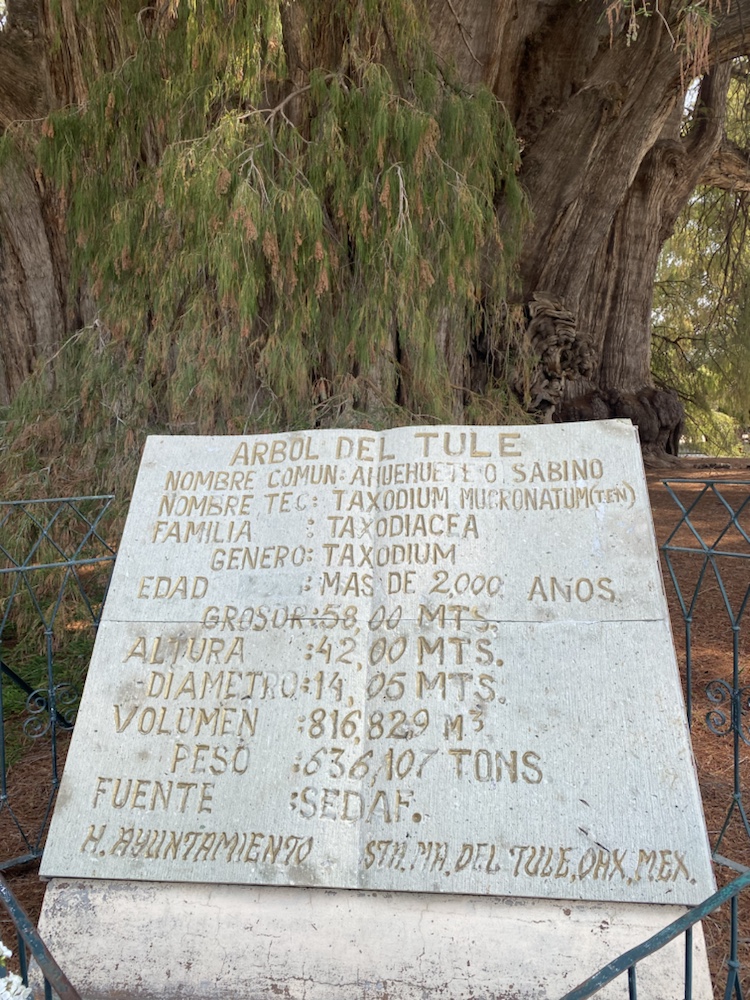 ARBOL DEL TULE
NOMBRE COMUN: AHUEHUETE O SABINO
NOMBRE TEC: TAXODIUM MUCRONATUM(TEN)
FAMILIA : TAXODIACEA
GENERO: TAXODIUM
EDAD : MAS DE 2,000 AÑOS.
GROSOR:58,00 MTS.
ALTURA :42,00 MTS.
DIAMETRO:14,05 MTS.
VOLUMEN :816,829 M³
PESO :636,107 TONS
FUENTE :SEDAF.
H. AYUNTAMIENTO STA. MA. DEL TULE, OAX, MEX.